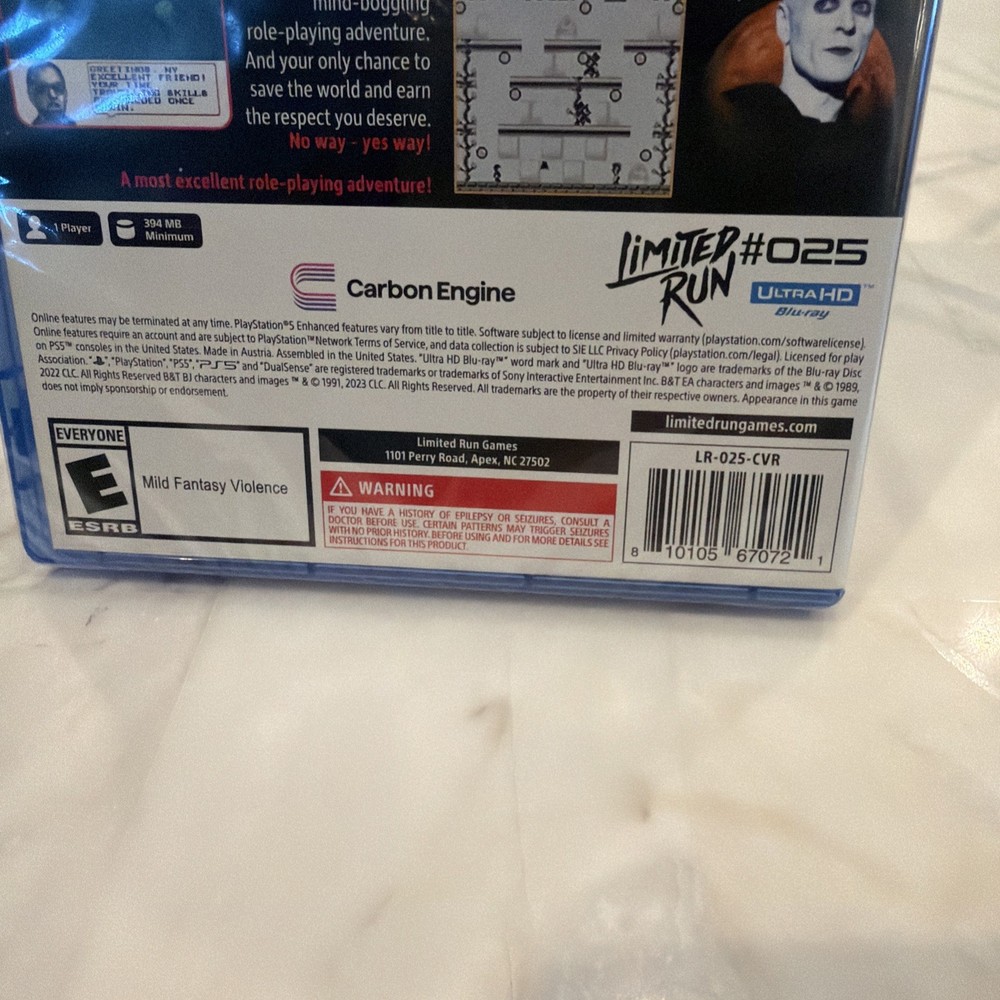 mind-boggling
role-playing adventure.
And your only chance to
save the world and earn
the respect you deserve.
No way - yes way!
A most excellent role-playing adventure!
GREETINGS, MY
EXCELLENT FRIEND!
YOUR TIME
SKILLS
ONCE
1 Player
394 MB
Minimum
Carbon Engine
LIMITED RUN #025
ULTRA HD™
Blu-ray
Online features may be terminated at any time. PlayStation®5 Enhanced features vary from title to title. Software subject to license and limited warranty (playstation.com/softwarelicense).
Online features require an account and are subject to PlayStation™Network Terms of Service, and data collection is subject to SIE LLC Privacy Policy (playstation.com/legal). Licensed for play
on PS5™ consoles in the United States. Made in Austria. Assembled in the United States. "Ultra HD Blu-ray™" word mark and "Ultra HD Blu-ray™" logo are trademarks of the Blu-ray Disc
Association. "", "PlayStation", "PS5", "PS5" and "DualSense" are registered trademarks or trademarks of Sony Interactive Entertainment Inc. B&T EA characters and images ™ & © 1989,
2022 CLC. All Rights Reserved B&T BJ characters and images ™ & © 1991, 2023 CLC. All Rights Reserved. All trademarks are the property of their respective owners. Appearance in this game
does not imply sponsorship or endorsement.
limitedrungames.com
EVERYONE
E
ESRB
Mild Fantasy Violence
Limited Run Games
1101 Perry Road, Apex, NC 27502
WARNING
IF YOU HAVE A HISTORY OF EPILEPSY OR SEIZURES, CONSULT A
DOCTOR BEFORE USE. CERTAIN PATTERNS MAY TRIGGER SEIZURES
WITH NO PRIOR HISTORY. BEFORE USING AND FOR MORE DETAILS SEE
INSTRUCTIONS FOR THIS PRODUCT.
LR-025-CVR
8 10105 67072 1